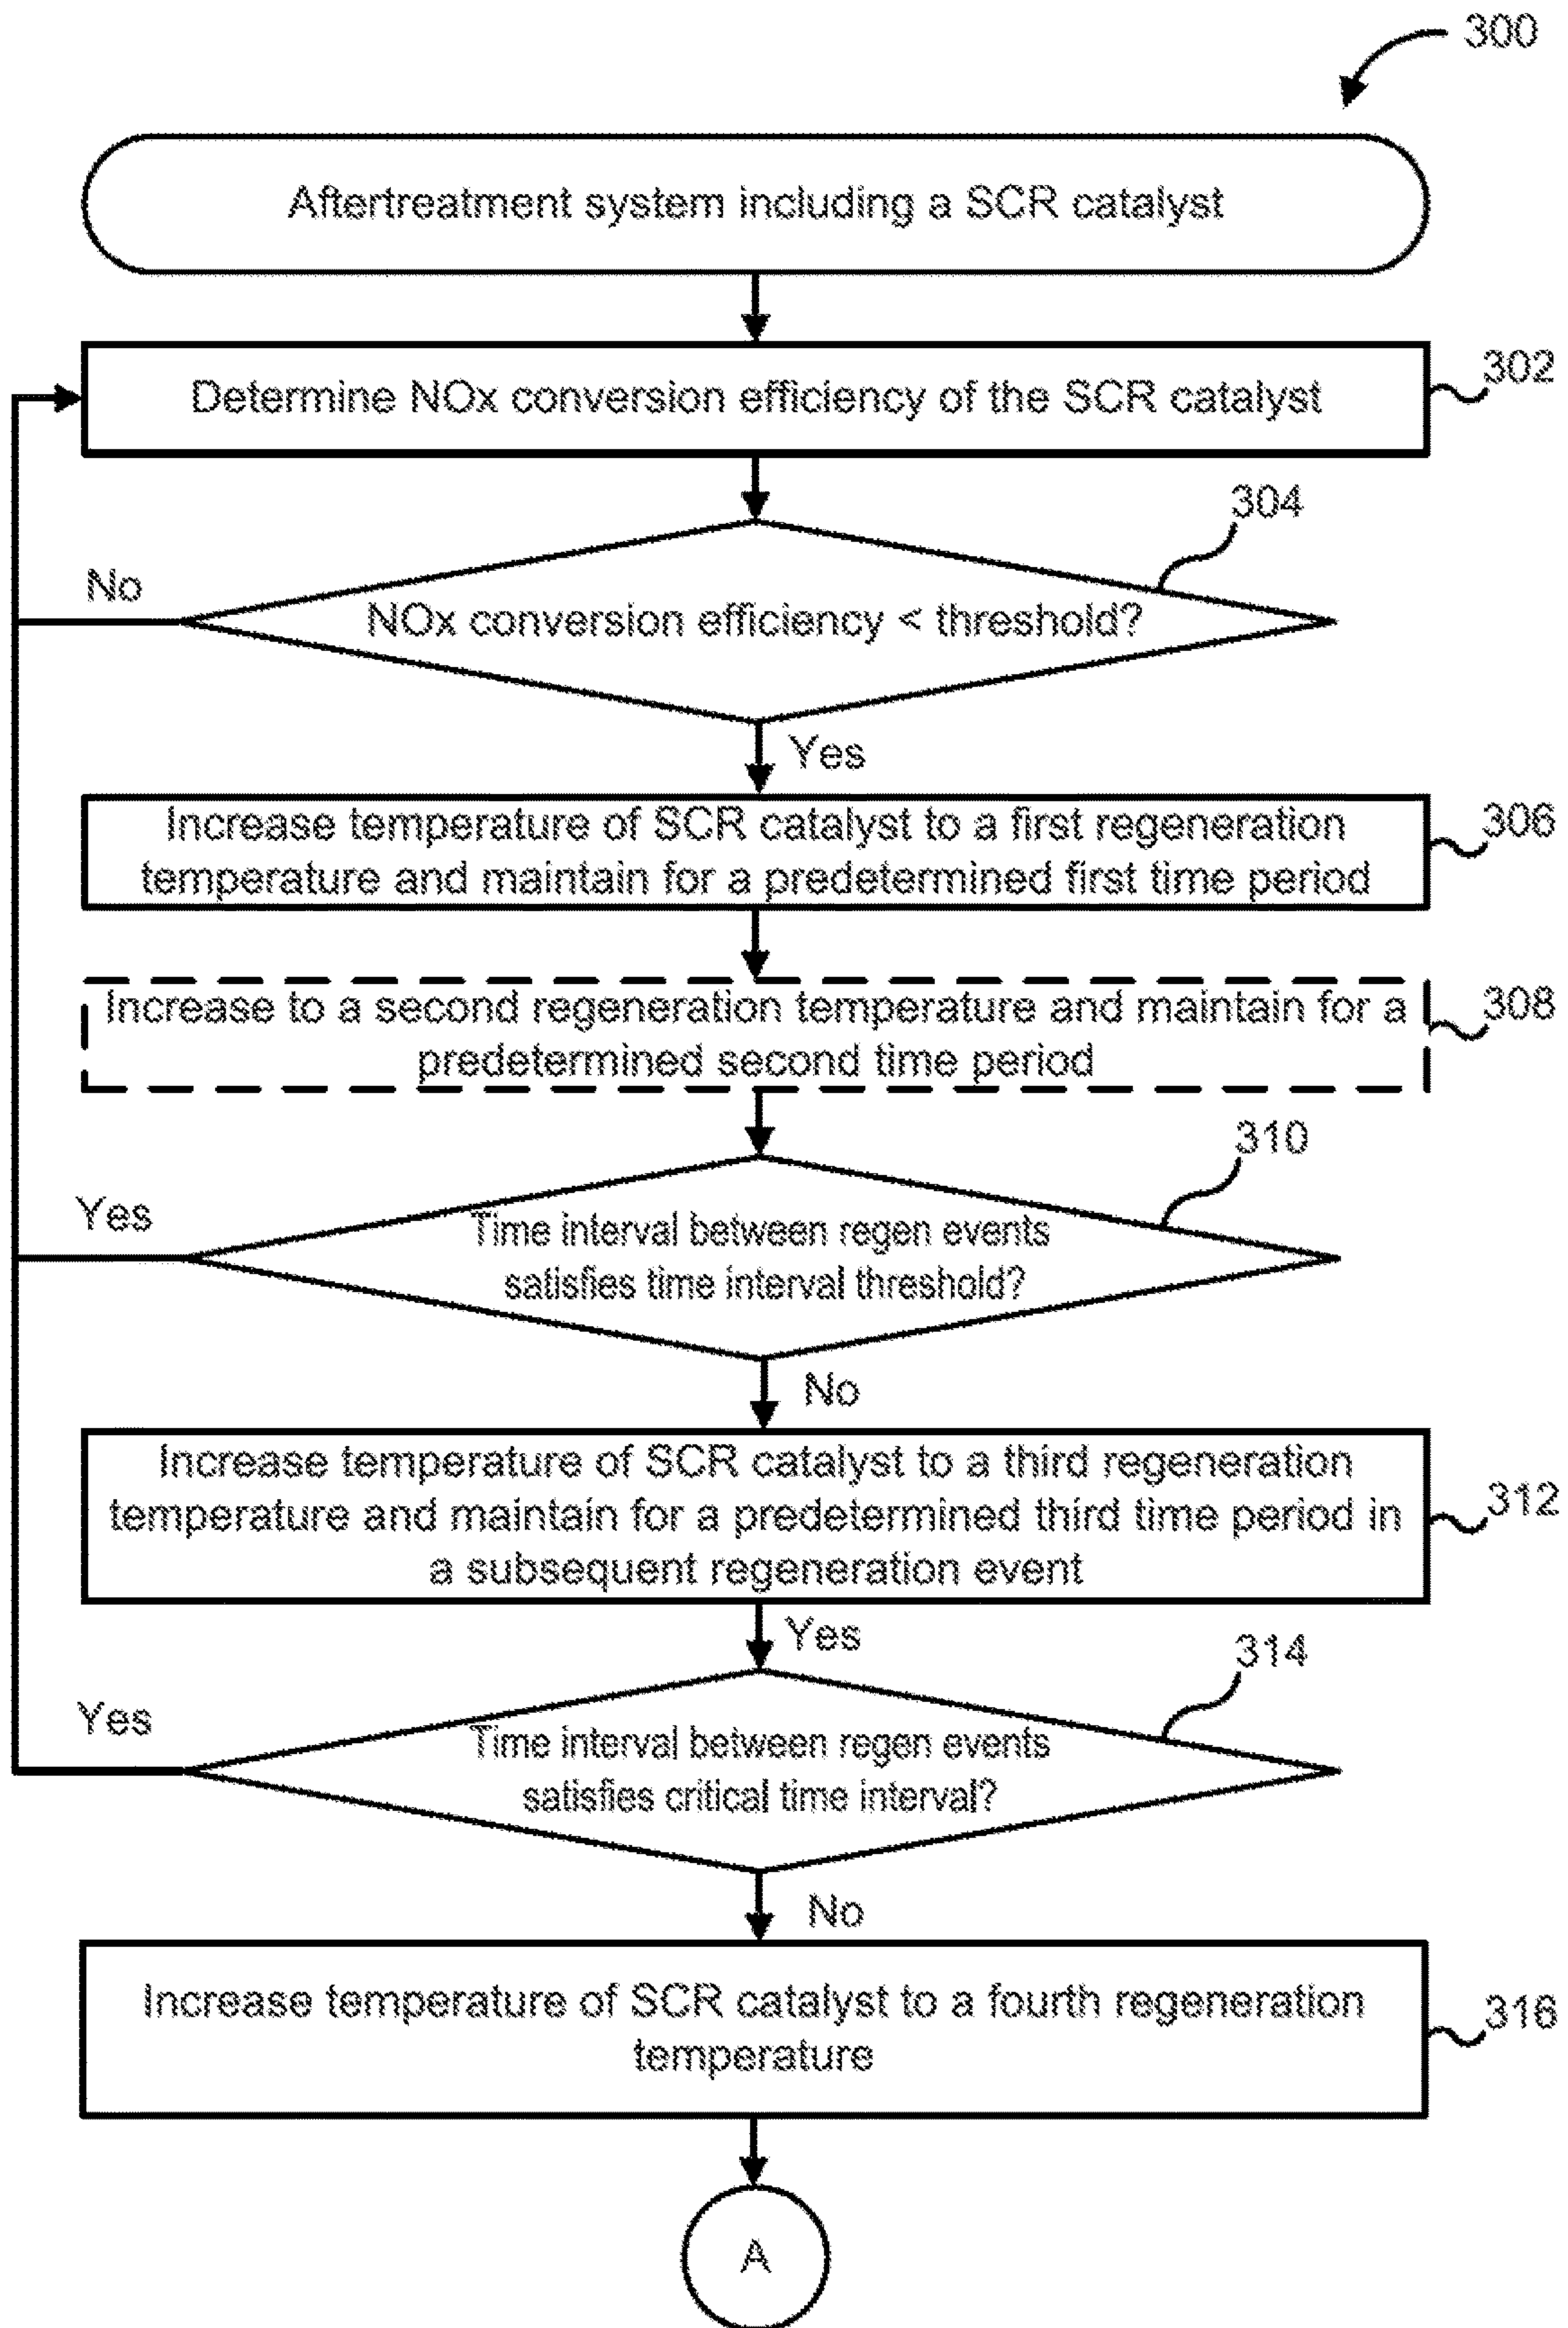 300
Aftertreatment system including a SCR catalyst
Determine NOx conversion efficiency of the SCR catalyst
302
304
No
NOx conversion efficiency < threshold?
Yes
Increase temperature of SCR catalyst to a first regeneration
temperature and maintain for a predetermined first time period
306
Increase to a second regeneration temperature and maintain for a
predetermined second time period
308
310
Yes
Time interval between regen events
satisfies time interval threshold?
No
Increase temperature of SCR catalyst to a third regeneration
temperature and maintain for a predetermined third time period in
a subsequent regeneration event
312
Yes
314
Yes
Time interval between regen events
satisfies critical time interval?
No
Increase temperature of SCR catalyst to a fourth regeneration
temperature
316
A